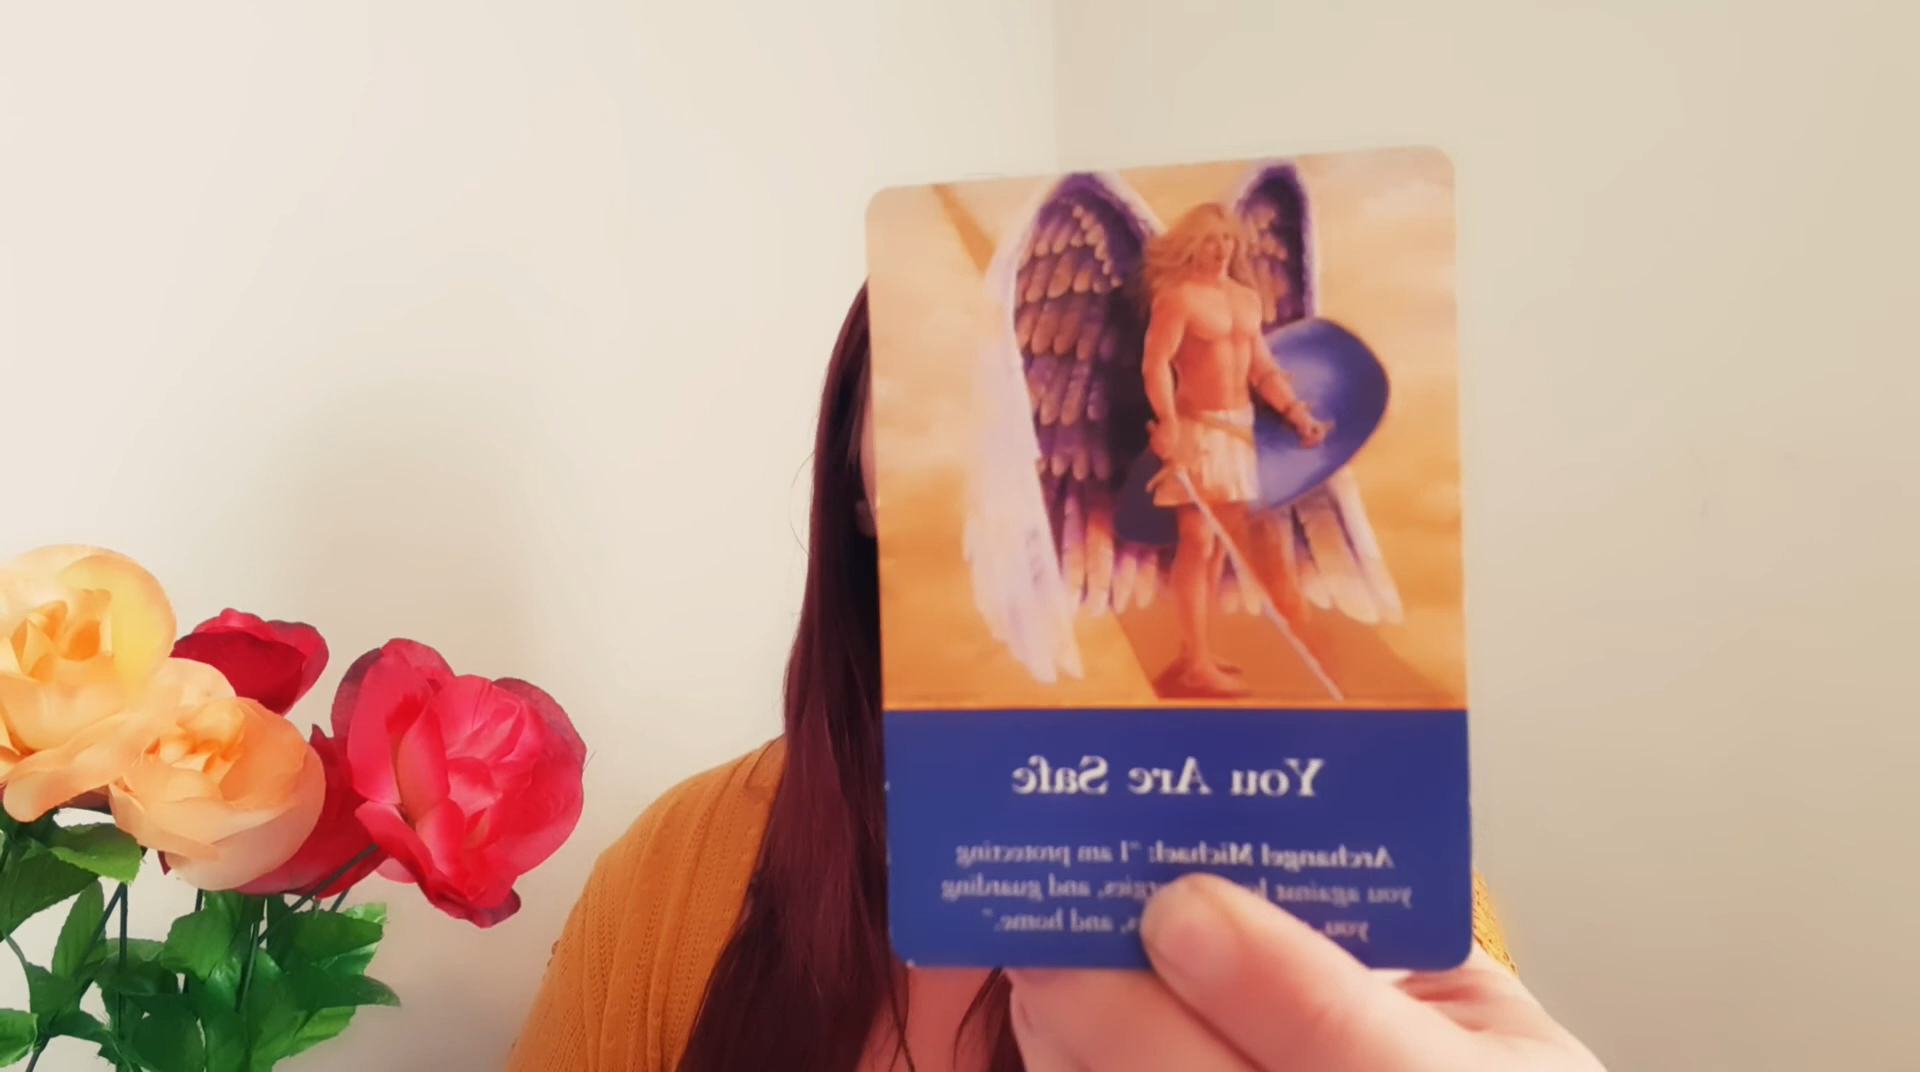 You Are Safe
Archangel Michael: "I am protecting
you against, and guarding
you, and home."